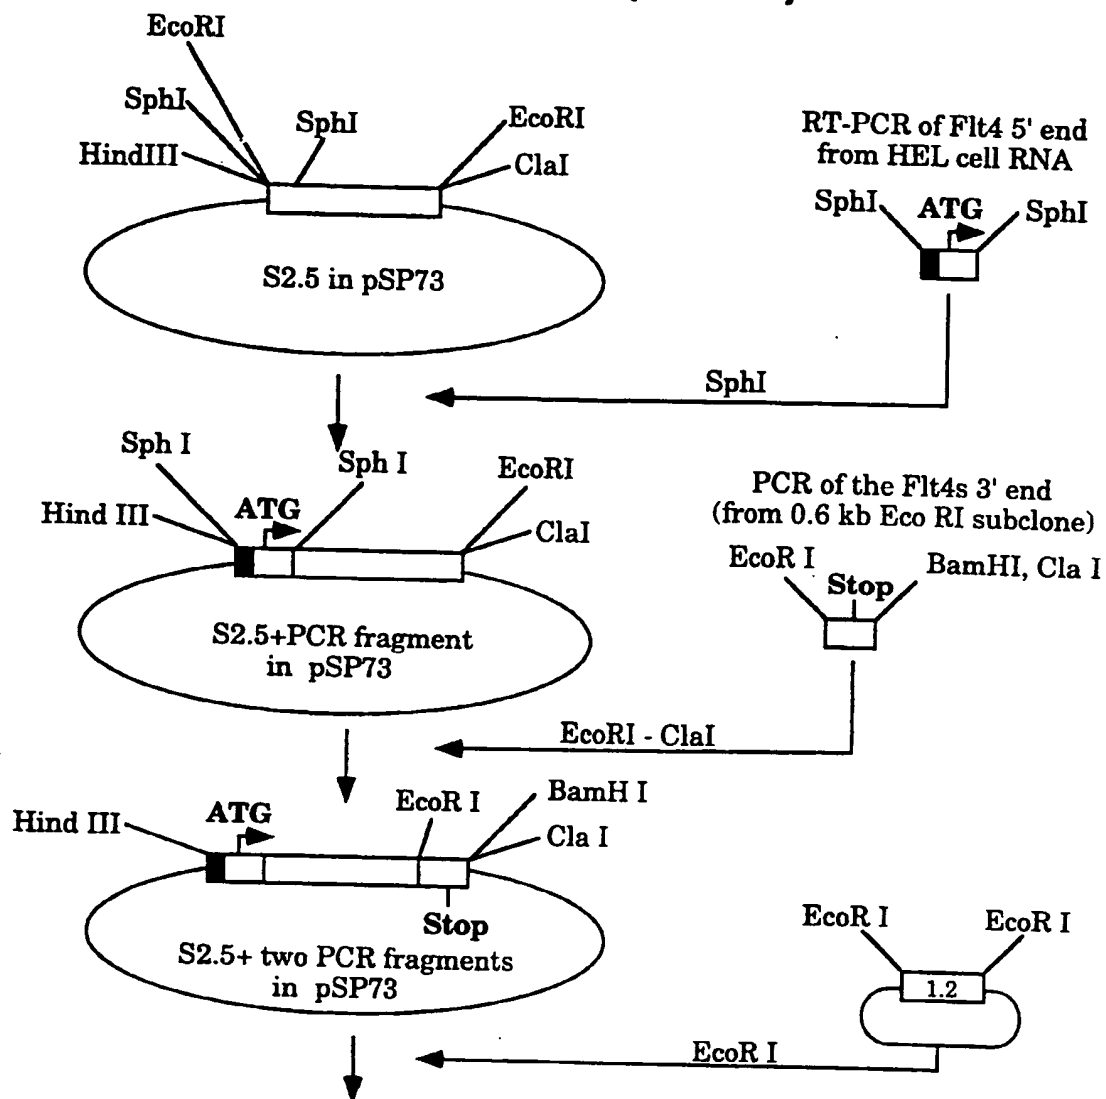 EcoRI
SphI
SphI
HindIII
EcoRI
ClaI
S2.5 in pSP73
RT-PCR of Flt4 5' end
from HEL cell RNA
SphI
ATG
SphI
SphI
Sph I
Sph I
EcoRI
Hind III
ATG
ClaI
S2.5+PCR fragment
in pSP73
PCR of the Flt4s 3' end
(from 0.6 kb Eco RI subclone)
EcoR I
Stop
BamHI, Cla I
EcoRI - ClaI
Hind III
ATG
EcoR I
BamH I
Cla I
Stop
S2.5+ two PCR fragments
in pSP73
EcoR I
EcoR I
1.2
EcoR I